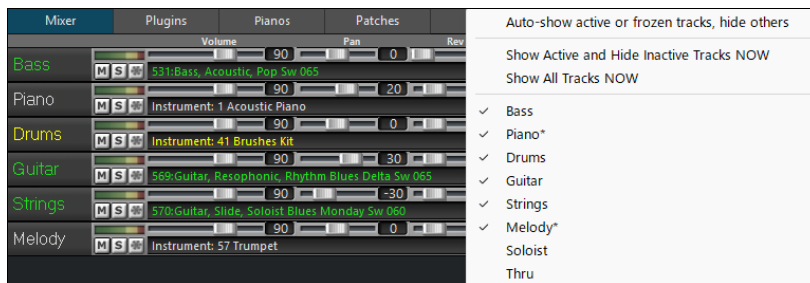 Mixer Plugins Pianos Patches
Volume Pan Rev
Bass 90 0
M S 531:Bass, Acoustic, Pop Sw 065
Piano 90 20
M S Instrument: 1 Acoustic Piano
Drums 90 0
M S Instrument: 41 Brushes Kit
Guitar 90 30
M S 569:Guitar, Resophonic, Rhythm Blues Delta Sw 065
Strings 90 -30
M S 570:Guitar, Slide, Soloist Blues Monday Sw 060
Melody 90 0
M S Instrument: 57 Trumpet
Auto-show active or frozen tracks, hide others
Show Active and Hide Inactive Tracks NOW
Show All Tracks NOW
✓ Bass
✓ Piano*
✓ Drums
✓ Guitar
✓ Strings
✓ Melody*
Soloist
Thru